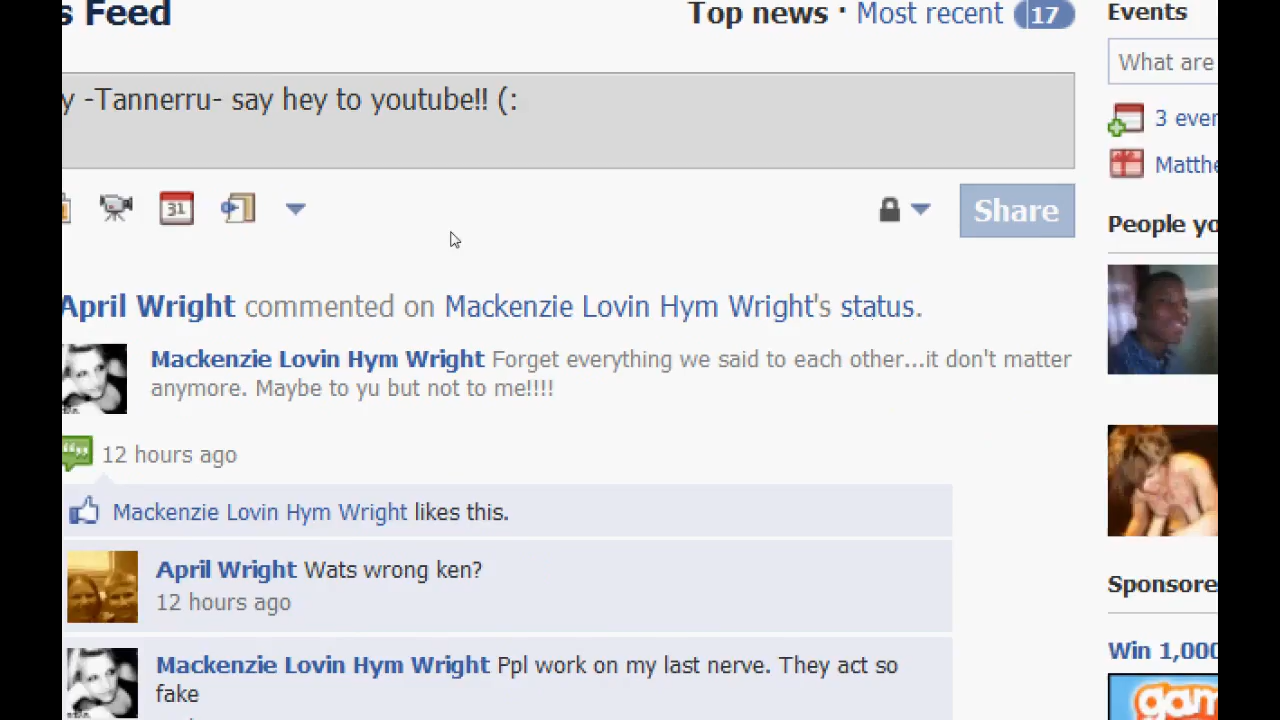 s Feed
Top news · Most recent 17
y -Tannerru- say hey to youtube!! (:
31
Share
April Wright commented on Mackenzie Lovin Hym Wright's status.
Mackenzie Lovin Hym Wright Forget everything we said to each other...it don't matter
anymore. Maybe to yu but not to me!!!!
12 hours ago
Mackenzie Lovin Hym Wright likes this.
April Wright Wats wrong ken?
12 hours ago
Mackenzie Lovin Hym Wright Ppl work on my last nerve. They act so
fake
Events
What are
3 ever
Matthe
People yo
Sponsore
Win 1,000
gam